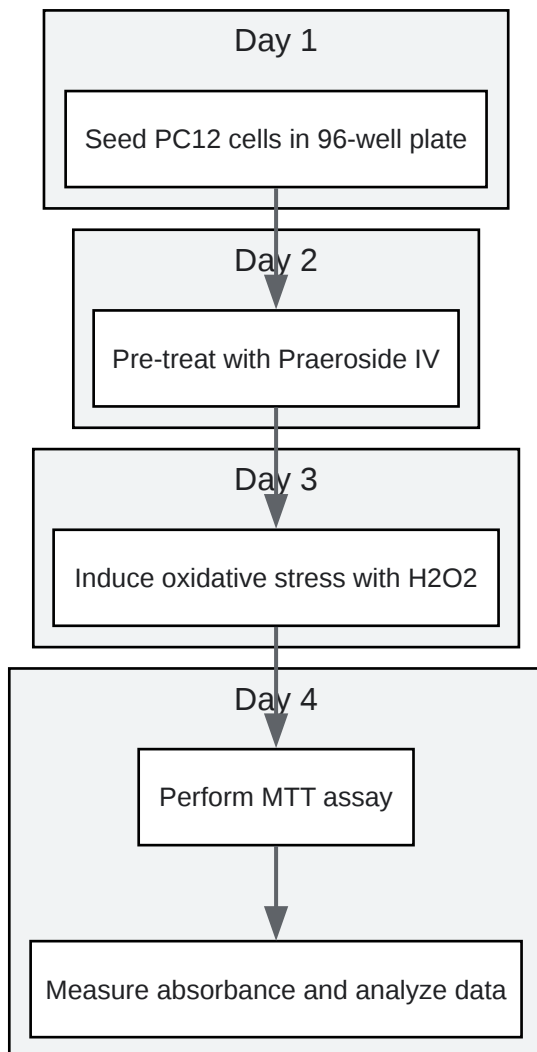 Day 1
Seed PC12 cells in 96-well plate
Day 2
Pre-treat with Praeroside IV
Day 3
Induce oxidative stress with H2O2
Day 4
Perform MTT assay
Measure absorbance and analyze data